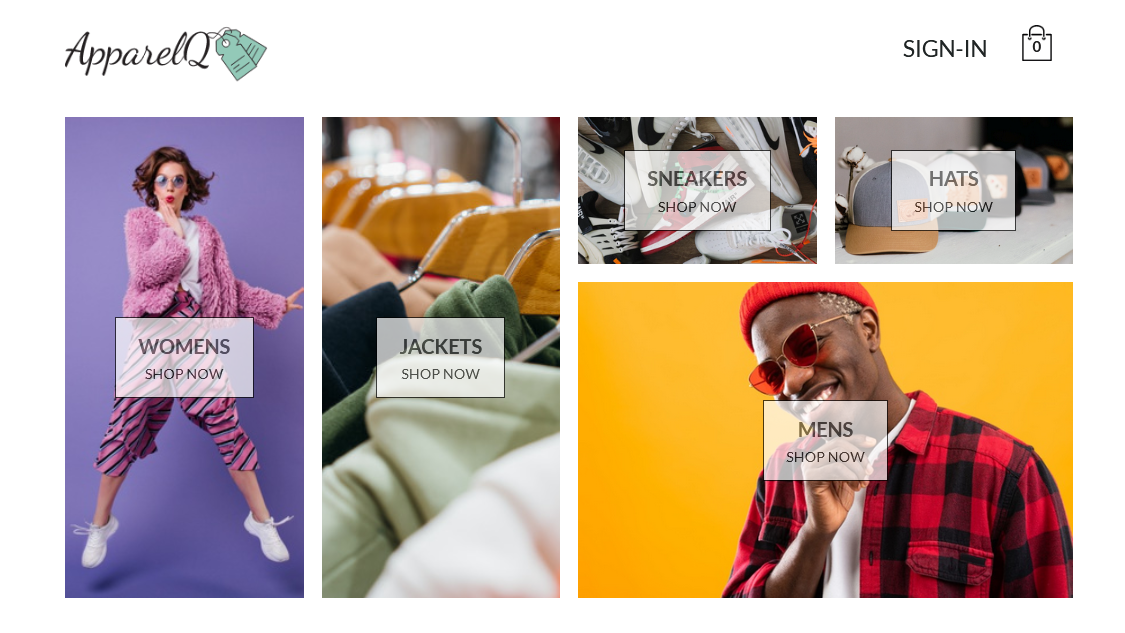 ApparelQ
SIGN-IN
0
WOMENS
SHOP NOW
JACKETS
SHOP NOW
SNEAKERS
SHOP NOW
HATS
SHOP NOW
MENS
SHOP NOW